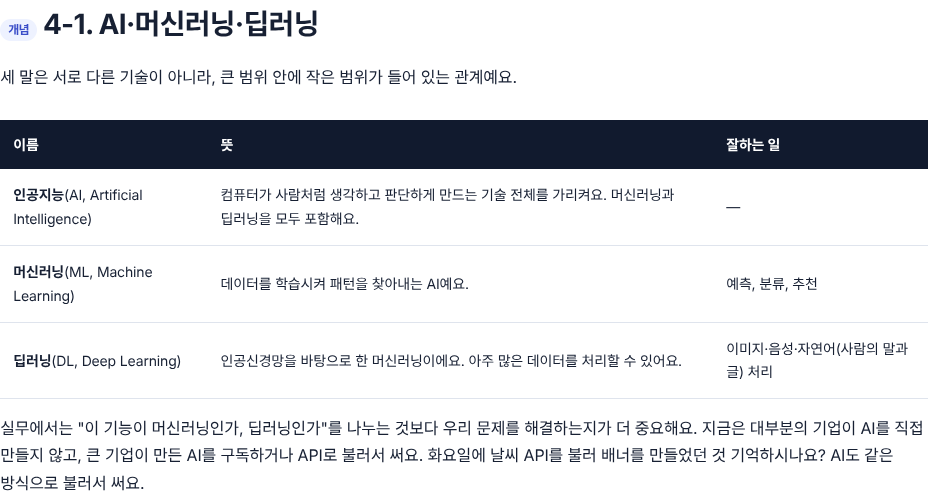 개념 4-1. AI·머신러닝·딥러닝
세 말은 서로 다른 기술이 아니라, 큰 범위 안에 작은 범위가 들어 있는 관계예요.
이름 뜻 잘하는 일
인공지능(AI, Artificial
Intelligence)
컴퓨터가 사람처럼 생각하고 판단하게 만드는 기술 전체를 가리켜요. 머신러닝과
딥러닝을 모두 포함해요.
—
머신러닝(ML, Machine
Learning)
데이터를 학습시켜 패턴을 찾아내는 AI예요.
예측, 분류, 추천
딥러닝(DL, Deep Learning)
인공신경망을 바탕으로 한 머신러닝이에요. 아주 많은 데이터를 처리할 수 있어요.
이미지·음성·자연어(사람의 말과
글) 처리
실무에서는 "이 기능이 머신러닝인가, 딥러닝인가"를 나누는 것보다 우리 문제를 해결하는지가 더 중요해요. 지금은 대부분의 기업이 AI를 직접
만들지 않고, 큰 기업이 만든 AI를 구독하거나 API로 불러서 써요. 화요일에 날씨 API를 불러 배너를 만들었던 것 기억하시나요? AI도 같은
방식으로 불러서 써요.